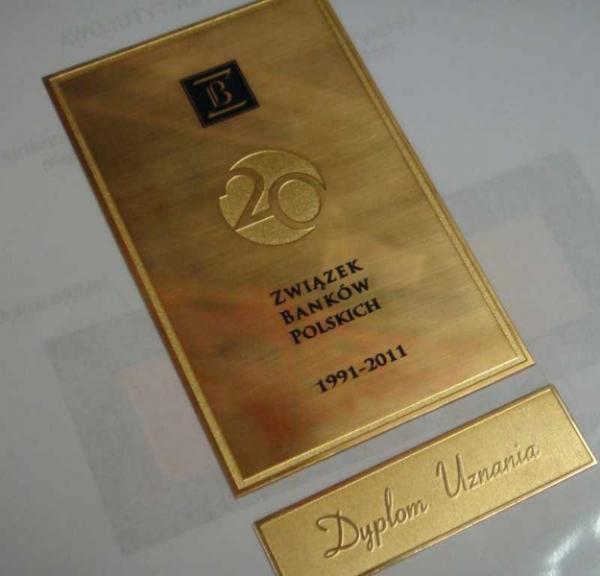 B
20
ZWIĄZEK
BANKÓW
POLSKICH
1991-2011
Dyplom Uznania